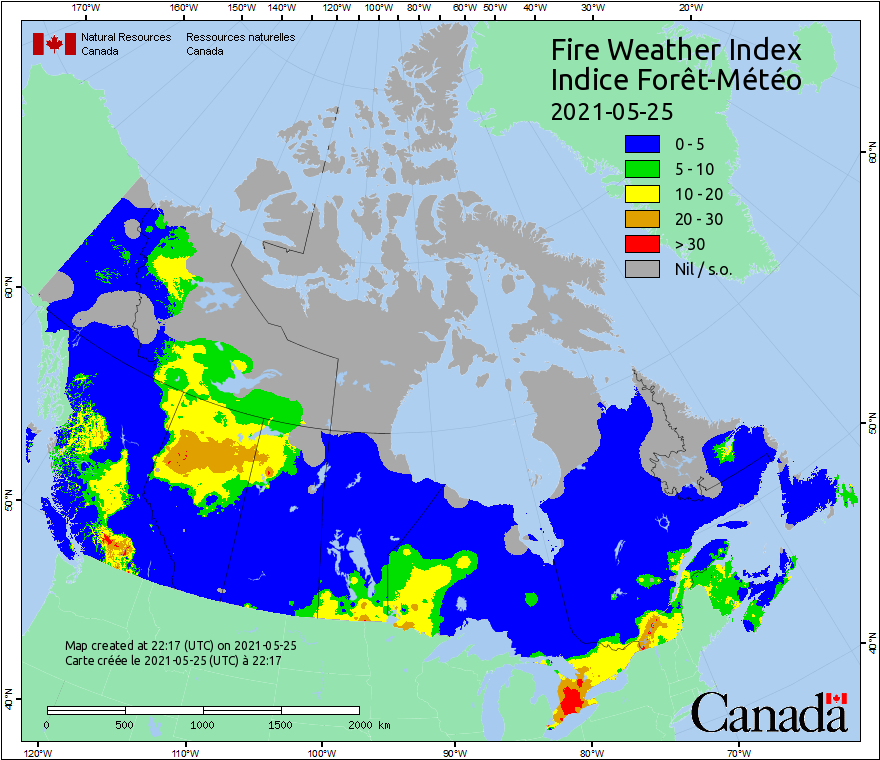 170°W 160°W 150°W 140°W 130°W 120°W 110°W 100°W 90°W 80°W 60°W 50°W 40°W 30°W 20°W
Natural Resources Ressources naturelles
Canada Canada
Fire Weather Index
Indice Forêt-Météo
2021-05-25
0 - 5
5 - 10
10 - 20
20 - 30
> 30
Nil / s.o.
60°N
60°N
50°N
50°N
40°N
40°N
Map created at 22:17 (UTC) on 2021-05-25
Carte créée le 2021-05-25 (UTC) à 22:17
0 500 1000 1500 2000 km
Canada
120°W 110°W 100°W 90°W 80°W 70°W